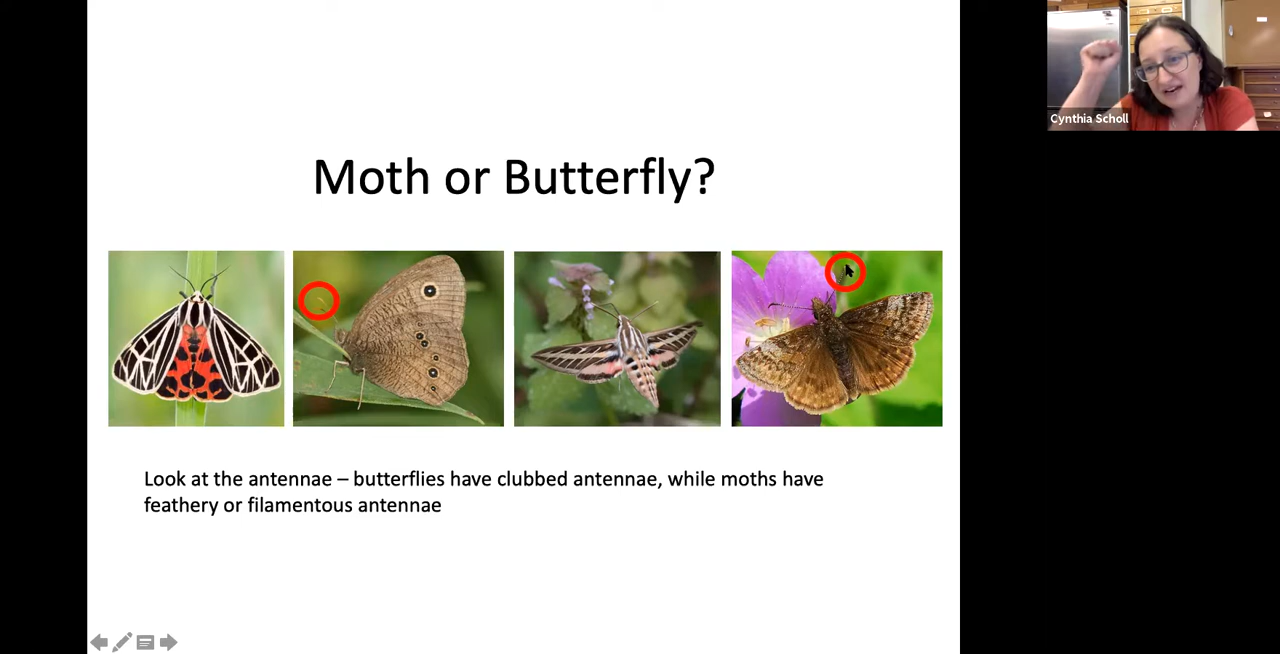 Cynthia Scholl
Moth or Butterfly?
Look at the antennae – butterflies have clubbed antennae, while moths have
feathery or filamentous antennae